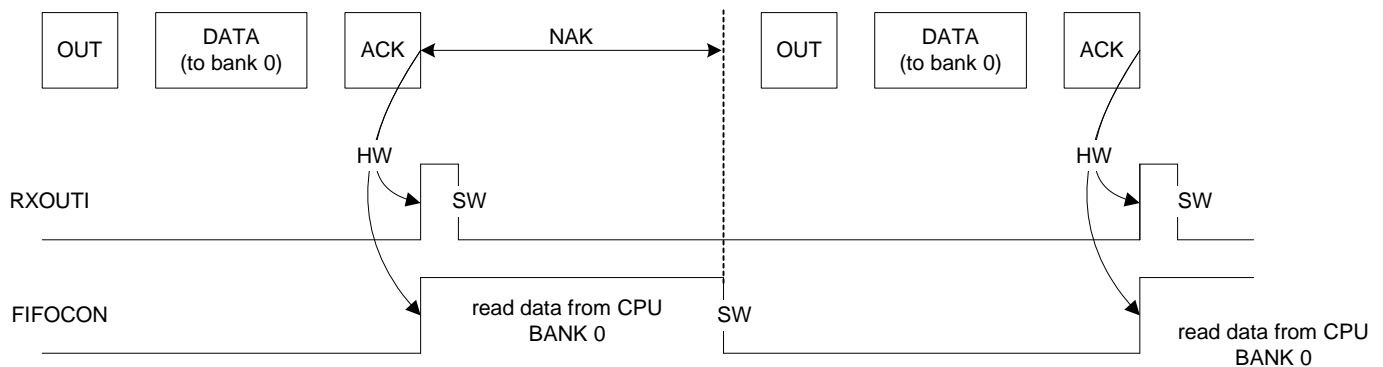 OUT
DATA
(to bank 0)
ACK
NAK
OUT
DATA
(to bank 0)
ACK
HW
HW
RXOUTI
SW
SW
FIFOCON
read data from CPU
BANK 0
SW
read data from CPU
BANK 0